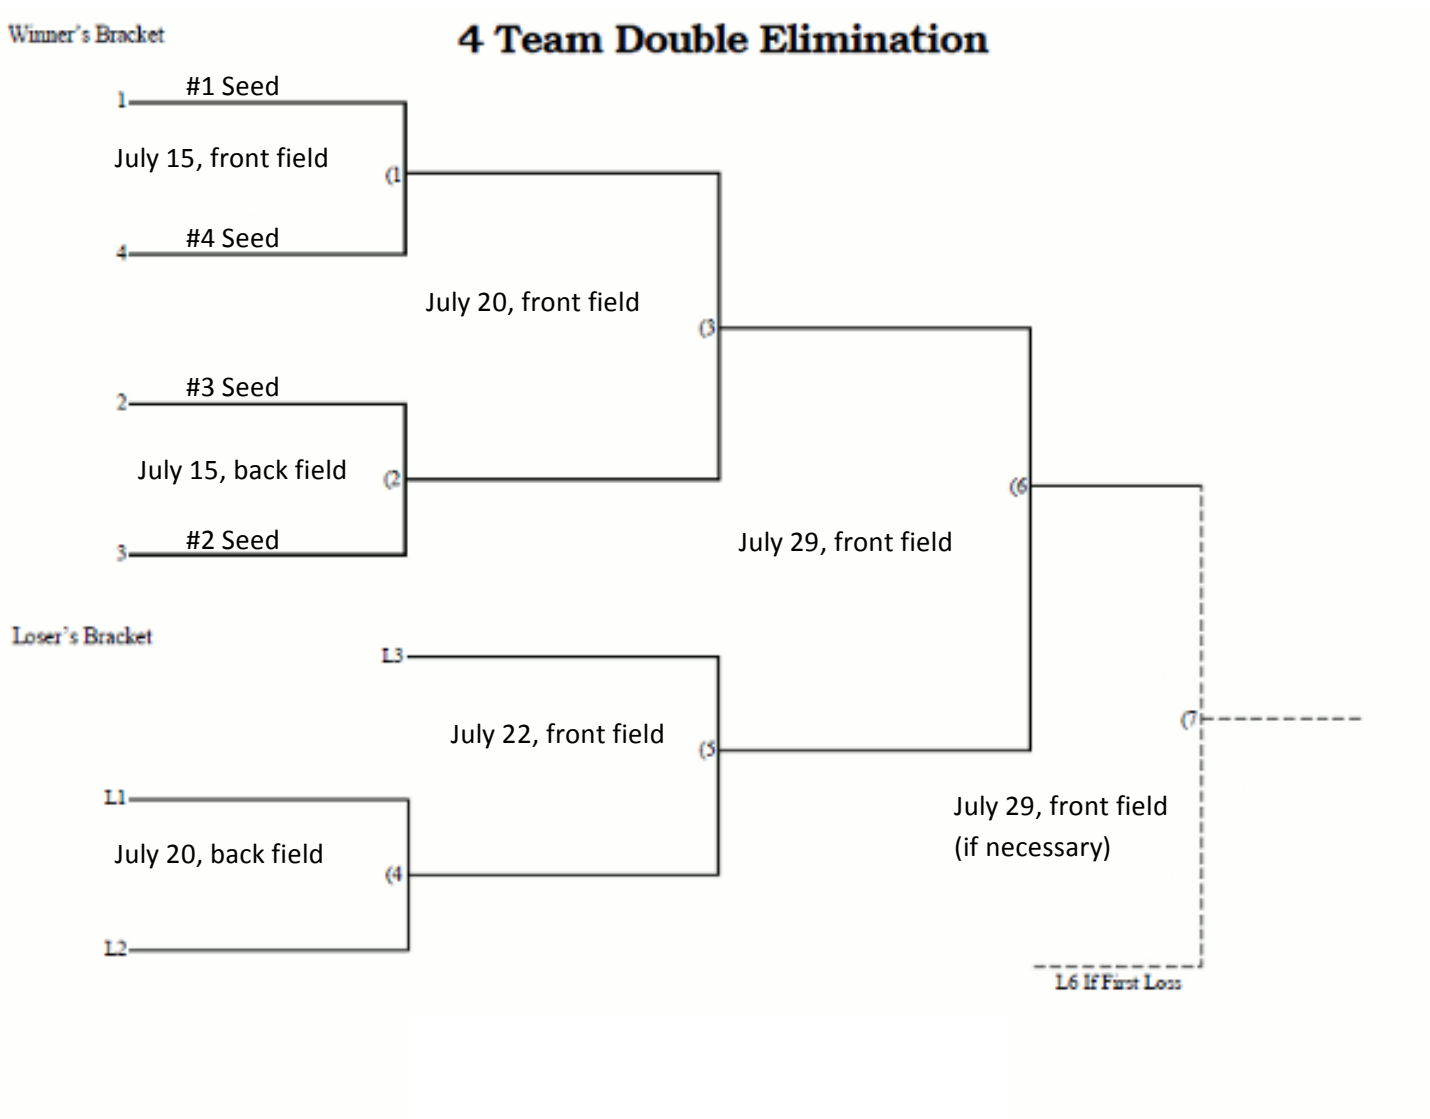 Winner's Bracket
4 Team Double Elimination
#1 Seed
1
July 15, front field
(1
#4 Seed
4
July 20, front field
(3
#3 Seed
2
July 15, back field
(2
(6
#2 Seed
3
July 29, front field
Loser's Bracket
L3
July 22, front field
(5
(7
L1
July 29, front field
(if necessary)
July 20, back field
(4
L2
L6 If First Loss